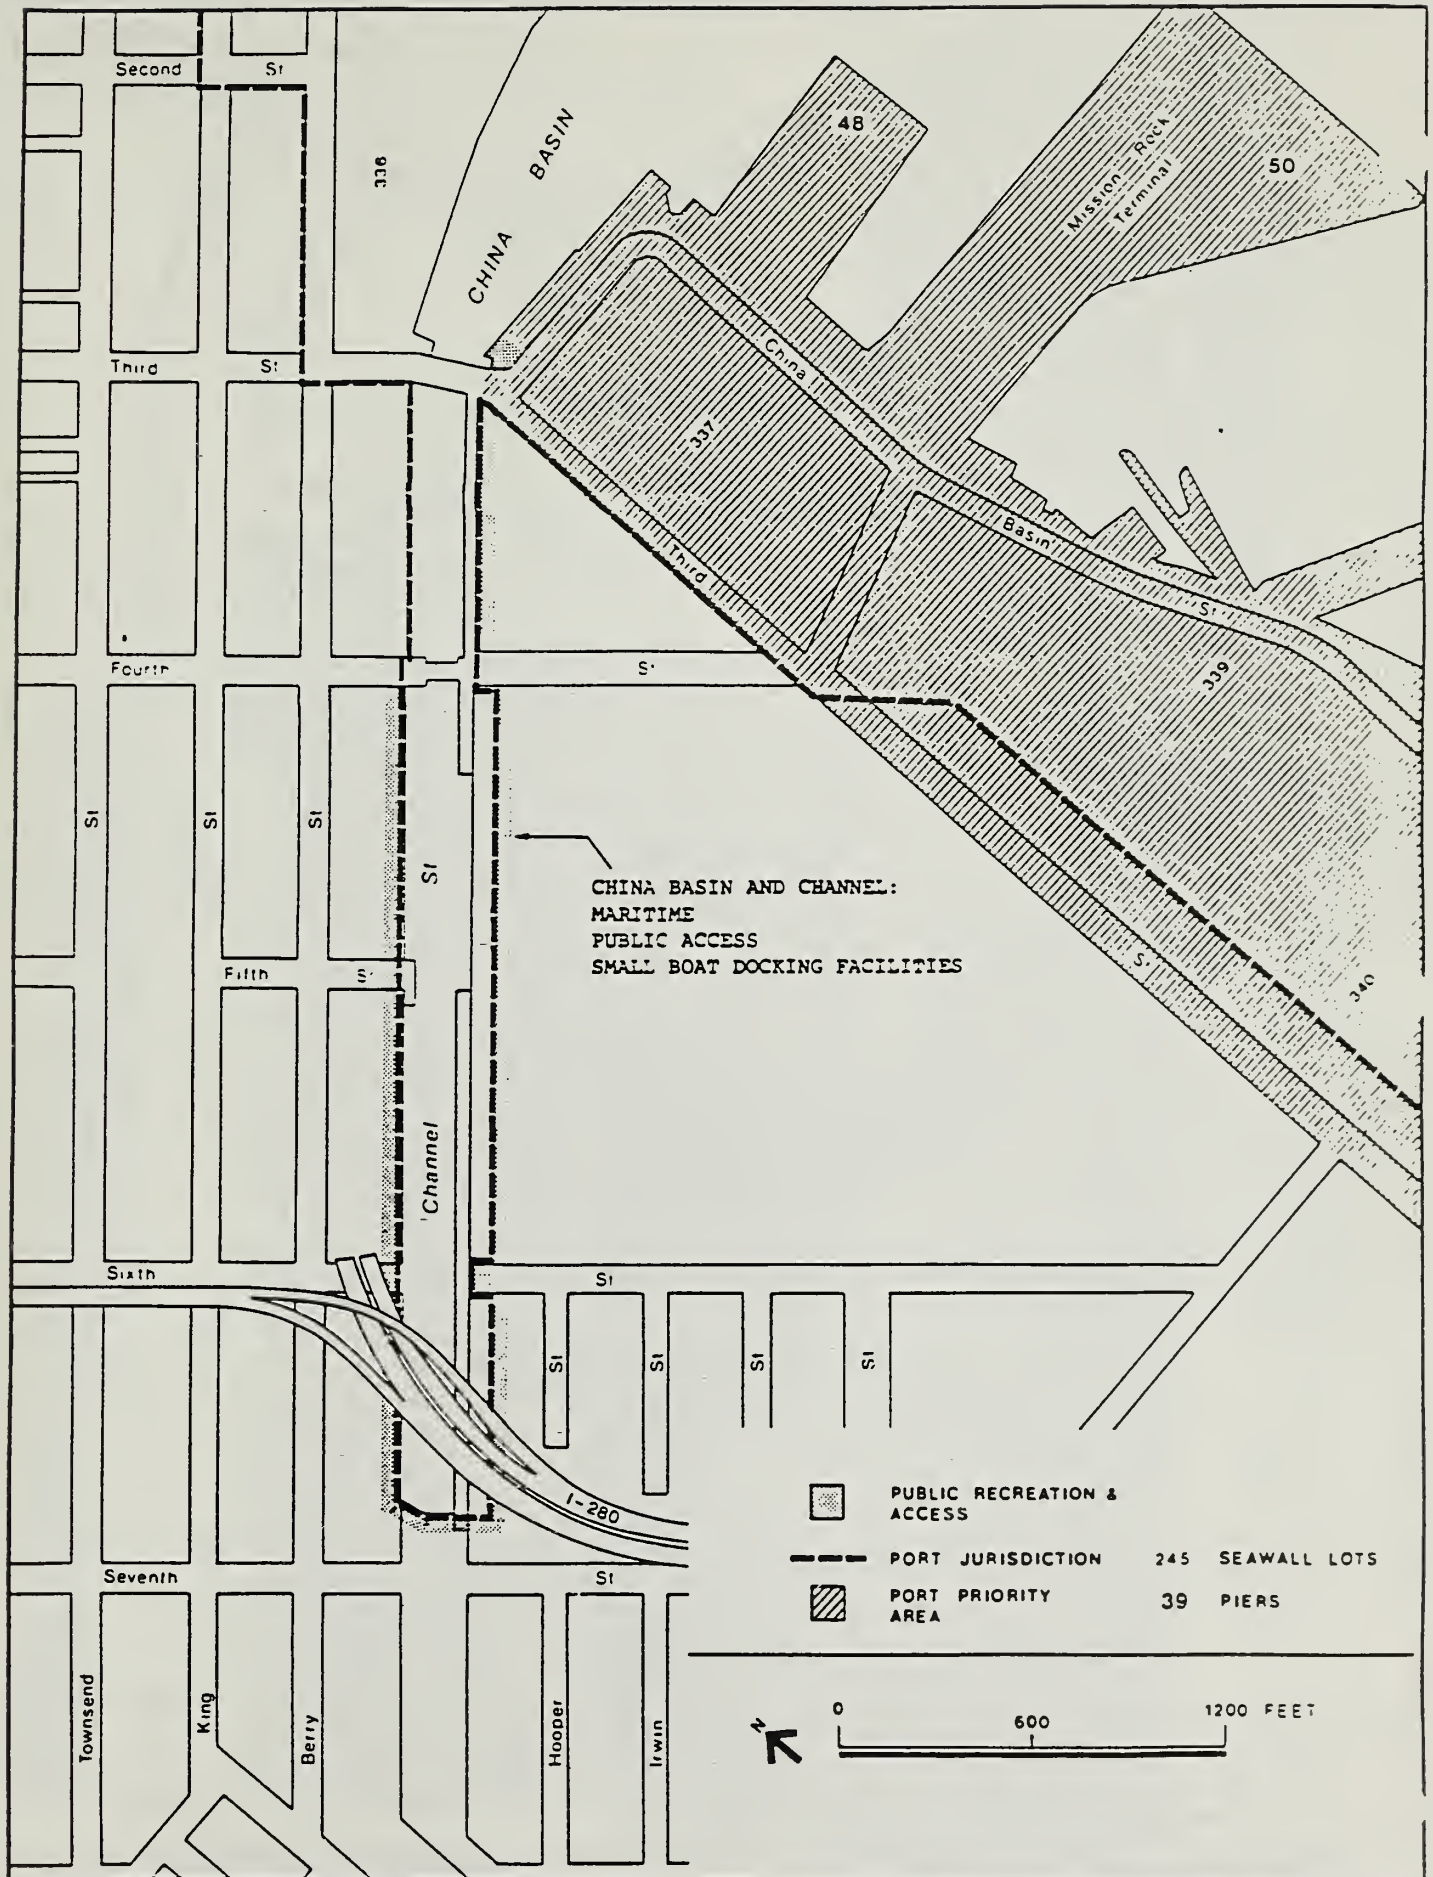 Second St
336
CHINA BASIN
48
Mission Rock
Terminal
50
Third St
China
337
Basin
St
Third
Fourth St
339
St
St
St
St
CHINA BASIN AND CHANNEL:
MARITIME
PUBLIC ACCESS
SMALL BOAT DOCKING FACILITIES
Fifth St
St
340
Channel
Sixth St
St
St
St
St
I-280
PUBLIC RECREATION &
ACCESS
PORT JURISDICTION
245 SEAWALL LOTS
PORT PRIORITY
AREA
39 PIERS
Seventh St
Townsend
King
Berry
Hooper
Irwin
N
0
600
1200 FEET